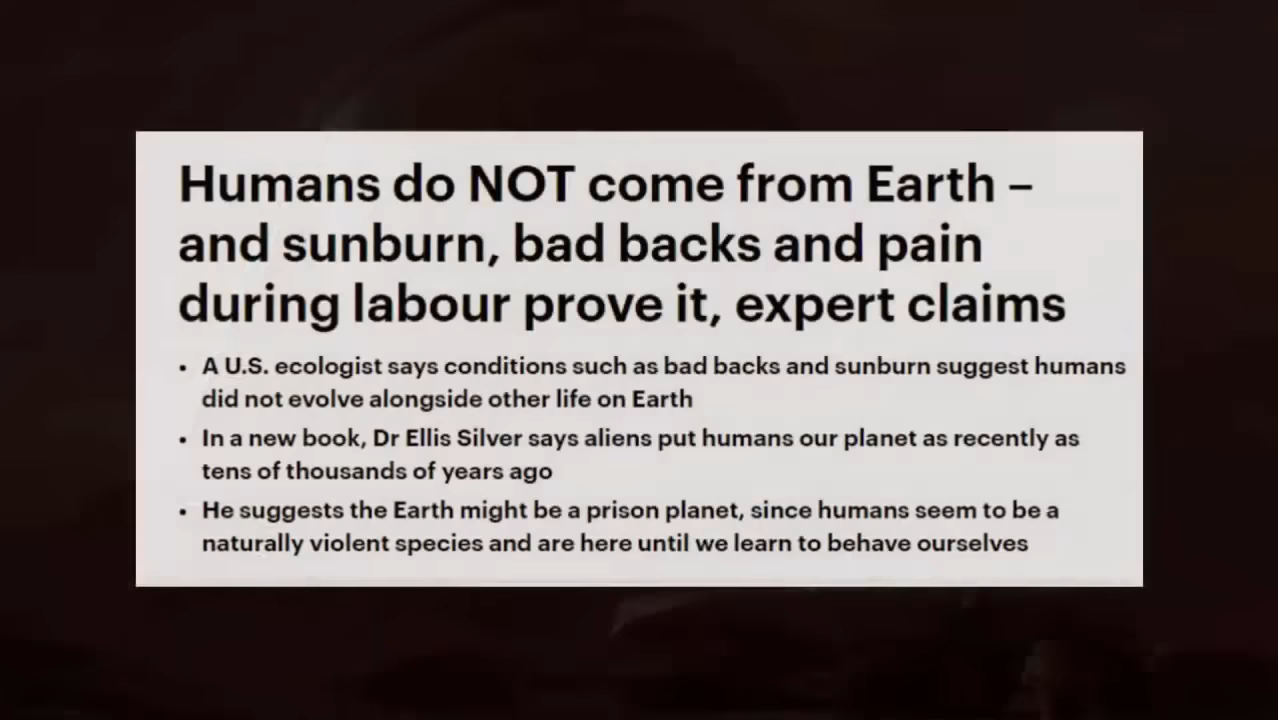 Humans do NOT come from Earth –
and sunburn, bad backs and pain
during labour prove it, expert claims
• A U.S. ecologist says conditions such as bad backs and sunburn suggest humans
did not evolve alongside other life on Earth
• In a new book, Dr Ellis Silver says aliens put humans our planet as recently as
tens of thousands of years ago
• He suggests the Earth might be a prison planet, since humans seem to be a
naturally violent species and are here until we learn to behave ourselves